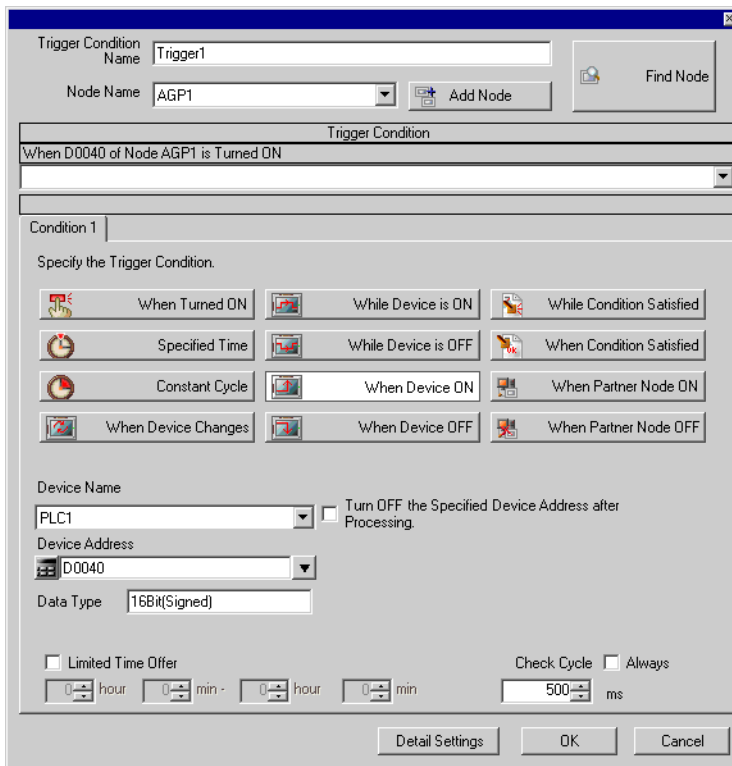 Trigger Condition Name Trigger1
Find Node
Node Name AGP1 Add Node
Trigger Condition
When D0040 of Node AGP1 is Turned ON
Condition 1
Specify the Trigger Condition.
When Turned ON While Device is ON While Condition Satisfied
Specified Time While Device is OFF When Condition Satisfied
Constant Cycle When Device ON When Partner Node ON
When Device Changes When Device OFF When Partner Node OFF
Device Name
PLC1 Turn OFF the Specified Device Address after Processing.
Device Address
D0040
Data Type 16Bit(Signed)
Limited Time Offer Check Cycle Always
0 hour 0 min - 0 hour 0 min 500 ms
Detail Settings OK Cancel